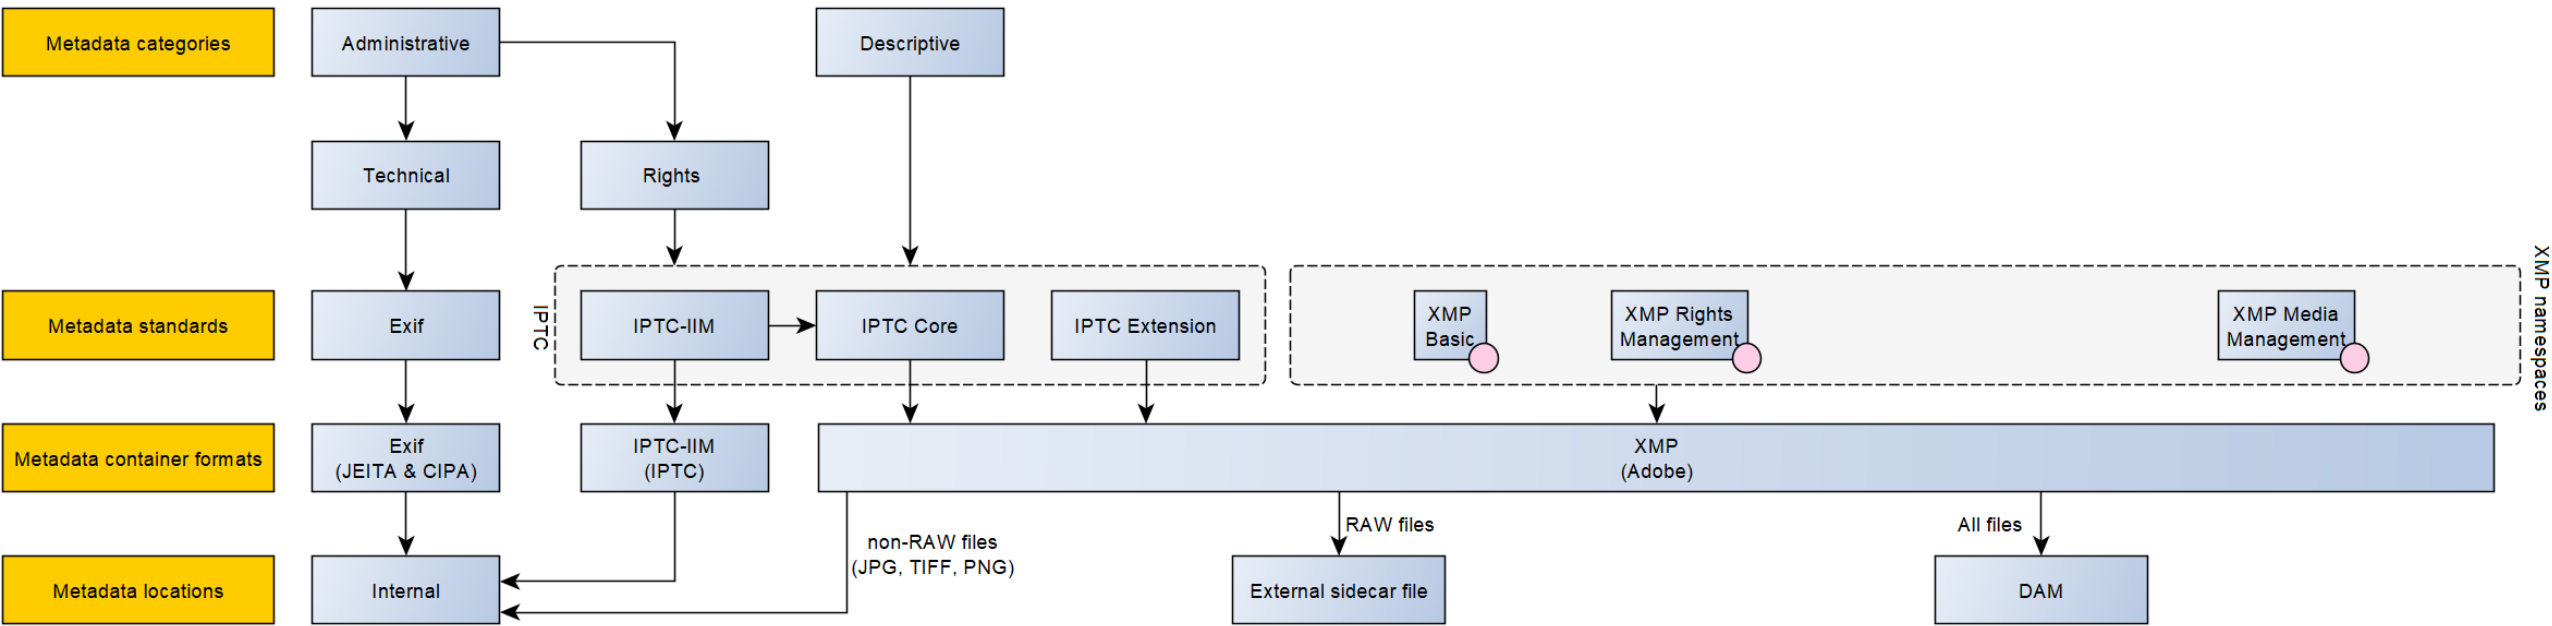 Metadata categories
Administrative
Descriptive
Technical
Rights
XMP namespaces
IPTC
Metadata standards
Exif
IPTC-IIM
IPTC Core
IPTC Extension
XMP
Basic
XMP Rights
Management
XMP Media
Management
Metadata container formats
Exif
(JEITA & CIPA)
IPTC-IIM
(IPTC)
XMP
(Adobe)
non-RAW files
(JPG, TIFF, PNG)
RAW files
All files
Metadata locations
Internal
External sidecar file
DAM